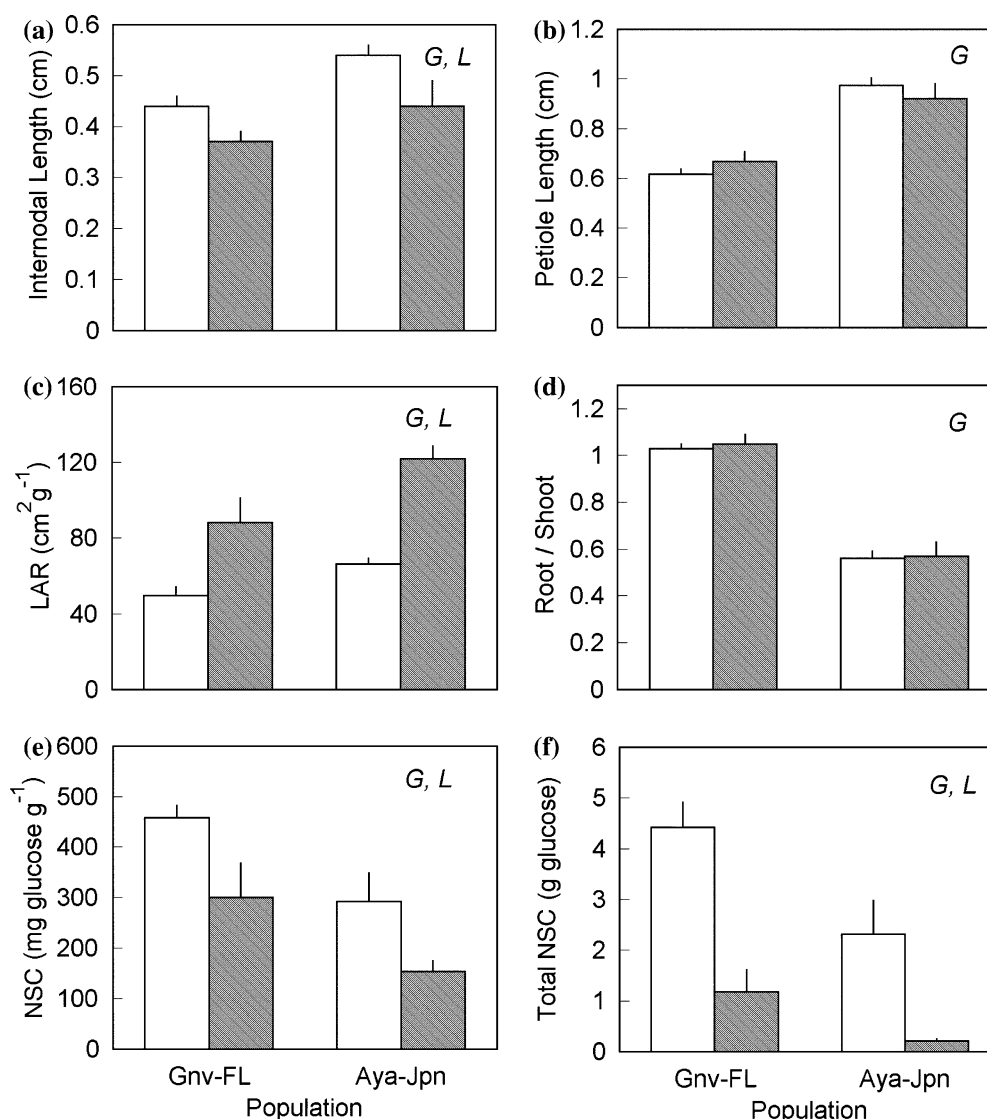 (a)
0.6
0.5
0.4
0.3
0.2
0.1
0
Internodal Length (cm)
G, L
(b)
1.2
1
0.8
0.6
0.4
0.2
0
Petiole Length (cm)
G
(c)
160
120
80
40
0
LAR (cm²g⁻¹)
G, L
(d)
1.2
1
0.8
0.6
0.4
0.2
0
Root / Shoot
G
(e)
600
500
400
300
200
100
0
NSC (mg glucose g⁻¹)
G, L
Gnv-FL Aya-Jpn
Population
(f)
6
5
4
3
2
1
0
Total NSC (g glucose)
G, L
Gnv-FL Aya-Jpn
Population